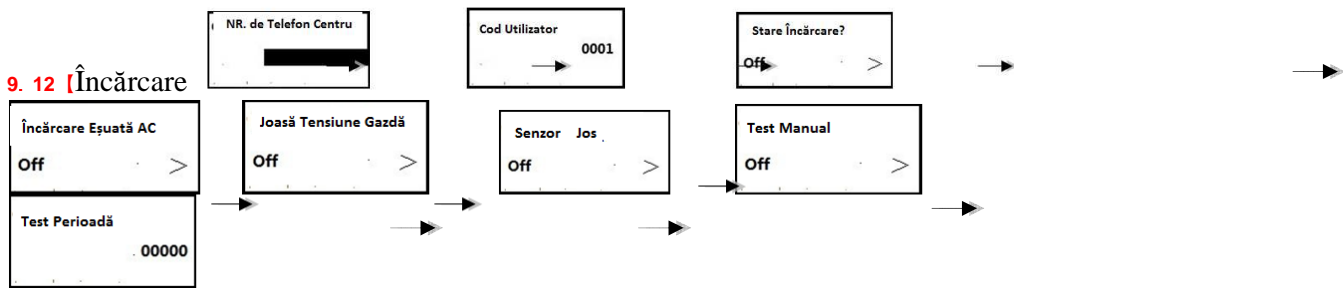 NR. de Telefon Centru
Cod Utilizator
0001
Stare Încărcare?
Off >
9. 12 【Încărcare
Încărcare Eșuată AC
Off >
Joasă Tensiune Gazdă
Off >
Senzor Jos
Off >
Test Manual
Off >
Test Perioadă
00000